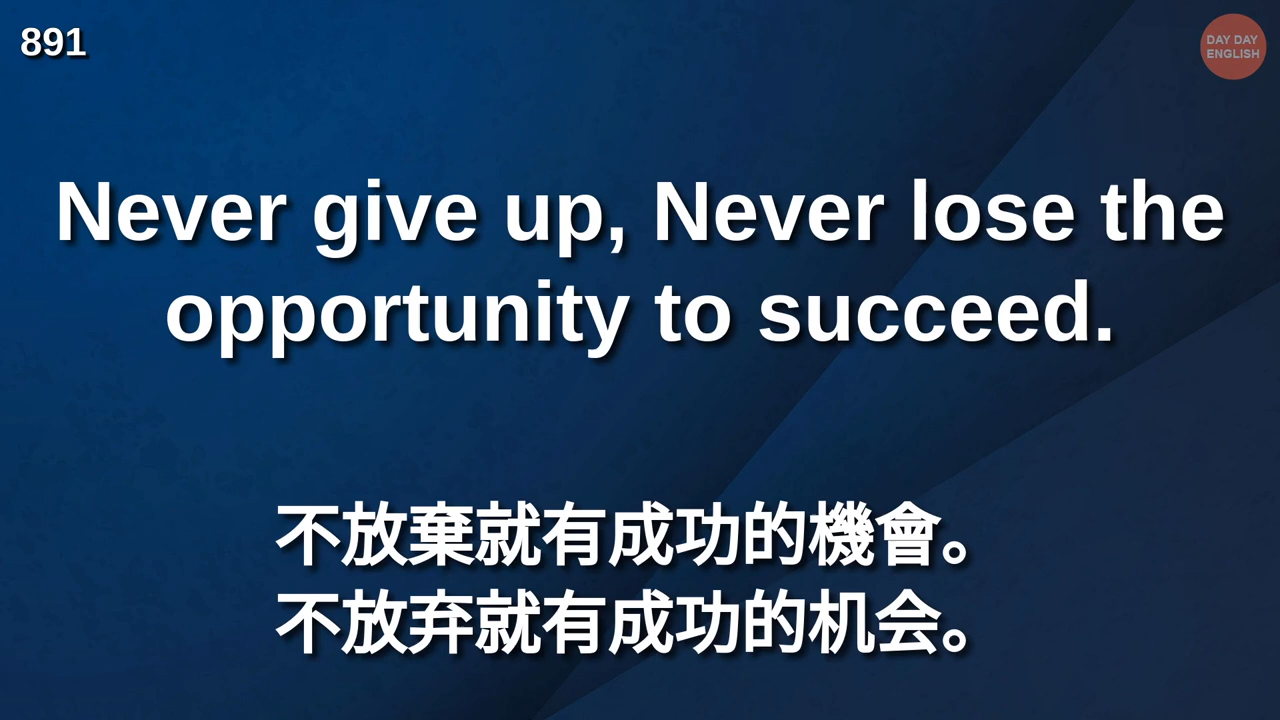 891
DAY DAY
ENGLISH
Never give up, Never lose the
opportunity to succeed.
不放棄就有成功的機會。
不放弃就有成功的机会。